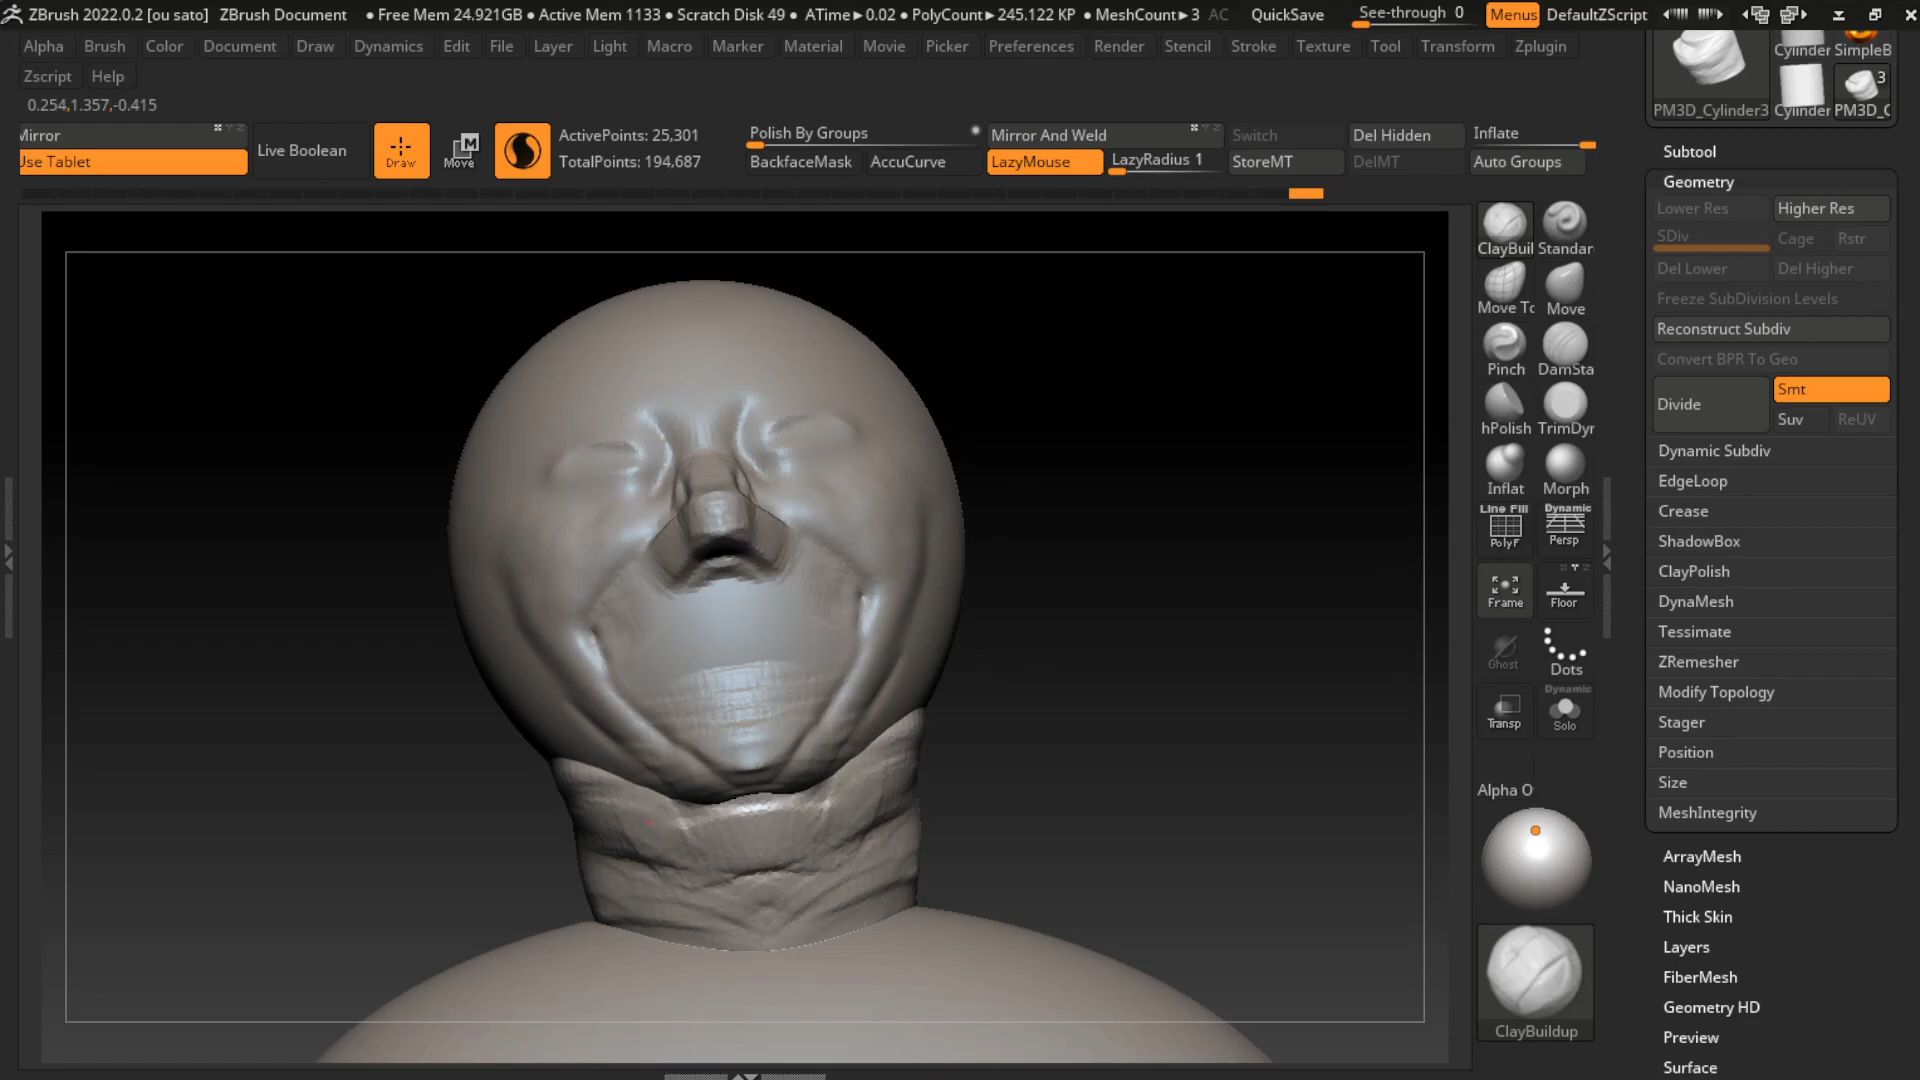 ZBrush 2022.0.2 [ou sato] ZBrush Document ● Free Mem 24.921GB ● Active Mem 1133 ● Scratch Disk 49 ● ATime▸0.02 ● PolyCount▸245.122 KP ● MeshCount▸3 AC QuickSave See-through 0 Menus DefaultZScript
Alpha Brush Color Document Draw Dynamics Edit File Layer Light Macro Marker Material Movie Picker Preferences Render Stencil Stroke Texture Tool Transform Zplugin
Zscript Help
0.254,1.357,-0.415
Mirror
Use Tablet
Live Boolean
Draw
Move
M
ActivePoints: 25,301
TotalPoints: 194,687
Polish By Groups
BackfaceMask AccuCurve
Mirror And Weld
LazyMouse LazyRadius 1
Switch
StoreMT
Del Hidden
DelMT
Inflate
Auto Groups
Cylinder SimpleB
3
PM3D_Cylinder3 Cylinder PM3D_C
Subtool
Geometry
Lower Res Higher Res
SDiv Cage Rstr
Del Lower Del Higher
Freeze SubDivision Levels
Reconstruct Subdiv
Convert BPR To Geo
Divide Smt
Suv ReUV
Dynamic Subdiv
EdgeLoop
Crease
ShadowBox
ClayPolish
DynaMesh
Tessimate
ZRemesher
Modify Topology
Stager
Position
Size
MeshIntegrity
ArrayMesh
NanoMesh
Thick Skin
Layers
FiberMesh
Geometry HD
Preview
Surface
ClayBuil Standar
Move To Move
Pinch DamSta
hPolish TrimDyr
Inflat Morph
Line Fill Dynamic
PolyF Persp
Frame Floor
Ghost Dots
Dynamic
Transp Solo
Alpha O
ClayBuildup